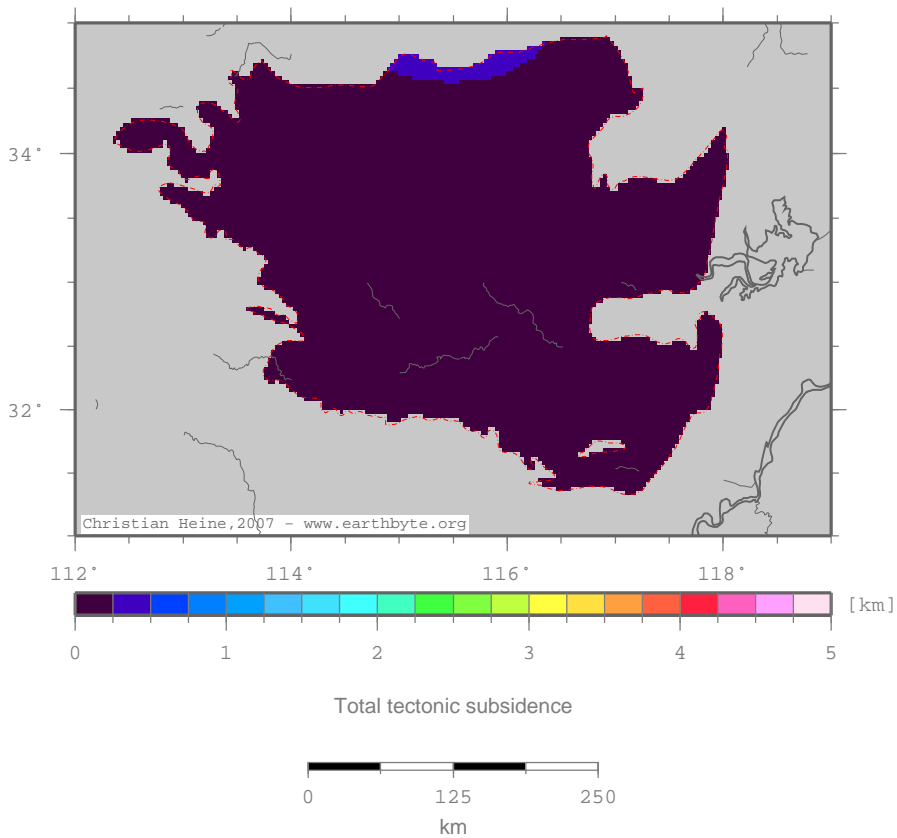 34°
32°
Christian Heine,2007 - www.earthbyte.org
112° 114° 116° 118°
[km]
0 1 2 3 4 5
Total tectonic subsidence
0 125 250
km